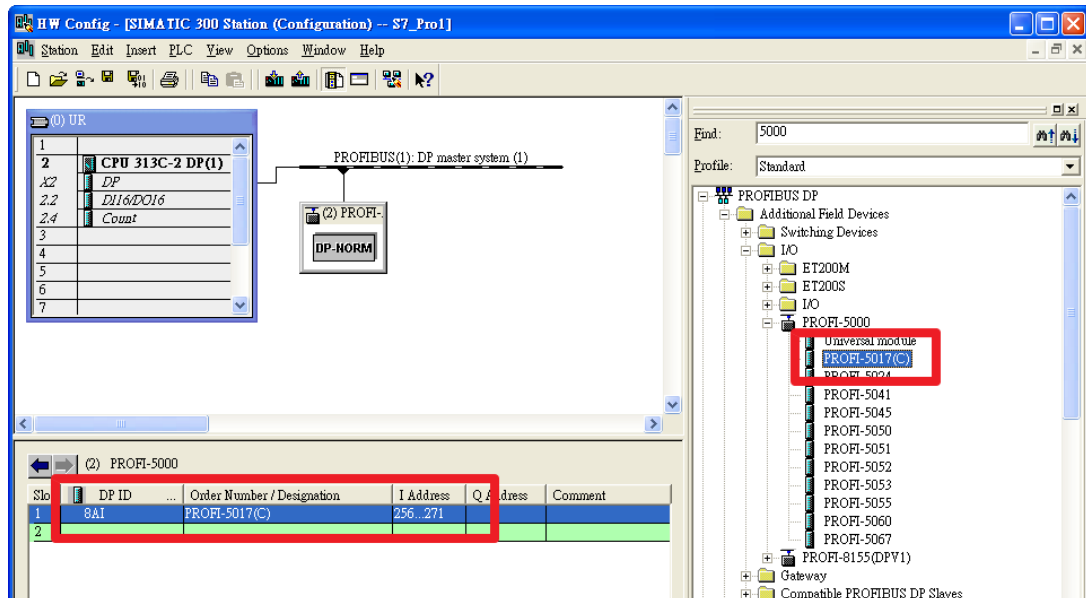 HW Config - [SIMATIC 300 Station (Configuration) -- S7_Pro1]
Station Edit Insert PLC View Options Window Help
(0) UR
1
2 CPU 313C-2 DP(1)
X2 DP
2.2 DI16/DO16
2.4 Count
3
4
5
6
7
PROFIBUS(1): DP master system (1)
(2) PROFI-
DP-NORM
Find: 5000
Profile: Standard
PROFIBUS DP
Additional Field Devices
Switching Devices
I/O
ET200M
ET200S
I/O
PROFI-5000
Universal module
PROFI-5017(C)
PROFI-5024
PROFI-5041
PROFI-5045
PROFI-5050
PROFI-5051
PROFI-5052
PROFI-5053
PROFI-5055
PROFI-5060
PROFI-5067
PROFI-8155(DPV1)
Gateway
Compatible PROFIBUS DP Slaves
(2) PROFI-5000
Slo DP ID ... Order Number / Designation I Address Q Address Comment
1 8AI PROFI-5017(C) 256...271
2